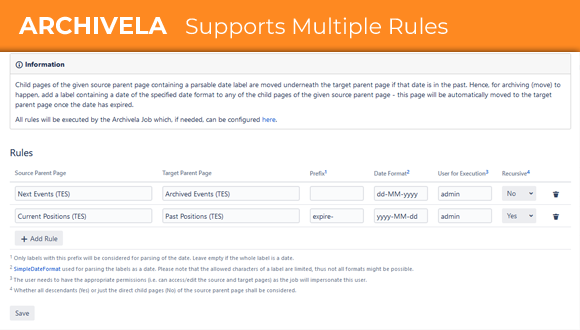 ARCHIVELA Supports Multiple Rules
Information
Child pages of the given source parent page containing a parsable date label are moved underneath the target parent page if that date is in the past. Hence, for archiving (move) to
happen, add a label containing a date of the specified date format to any of the child pages of the given source parent page - this page will be automatically moved to the target
parent page once the date has expired.
All rules will be executed by the Archivela Job which, if needed, can be configured here.
Rules
Source Parent Page Target Parent Page Prefix1 Date Format2 User for Execution3 Recursive4
Next Events (TES) Archived Events (TES) dd-MM-yyyy admin No
Current Positions (TES) Past Positions (TES) expire- yyyy-MM-dd admin Yes
+ Add Rule
1 Only labels with this prefix will be considered for parsing of the date. Leave empty if the whole label is a date.
2 SimpleDateFormat used for parsing the labels as a date. Please note that the allowed characters of a label are limited, thus not all formats might be possible.
3 The user needs to have the appropriate permissions (i.e. can access/edit the source and target pages) as the job will impersonate this user.
4 Whether all descendants (Yes) or just the direct child pages (No) of the source parent page shall be considered.
Save